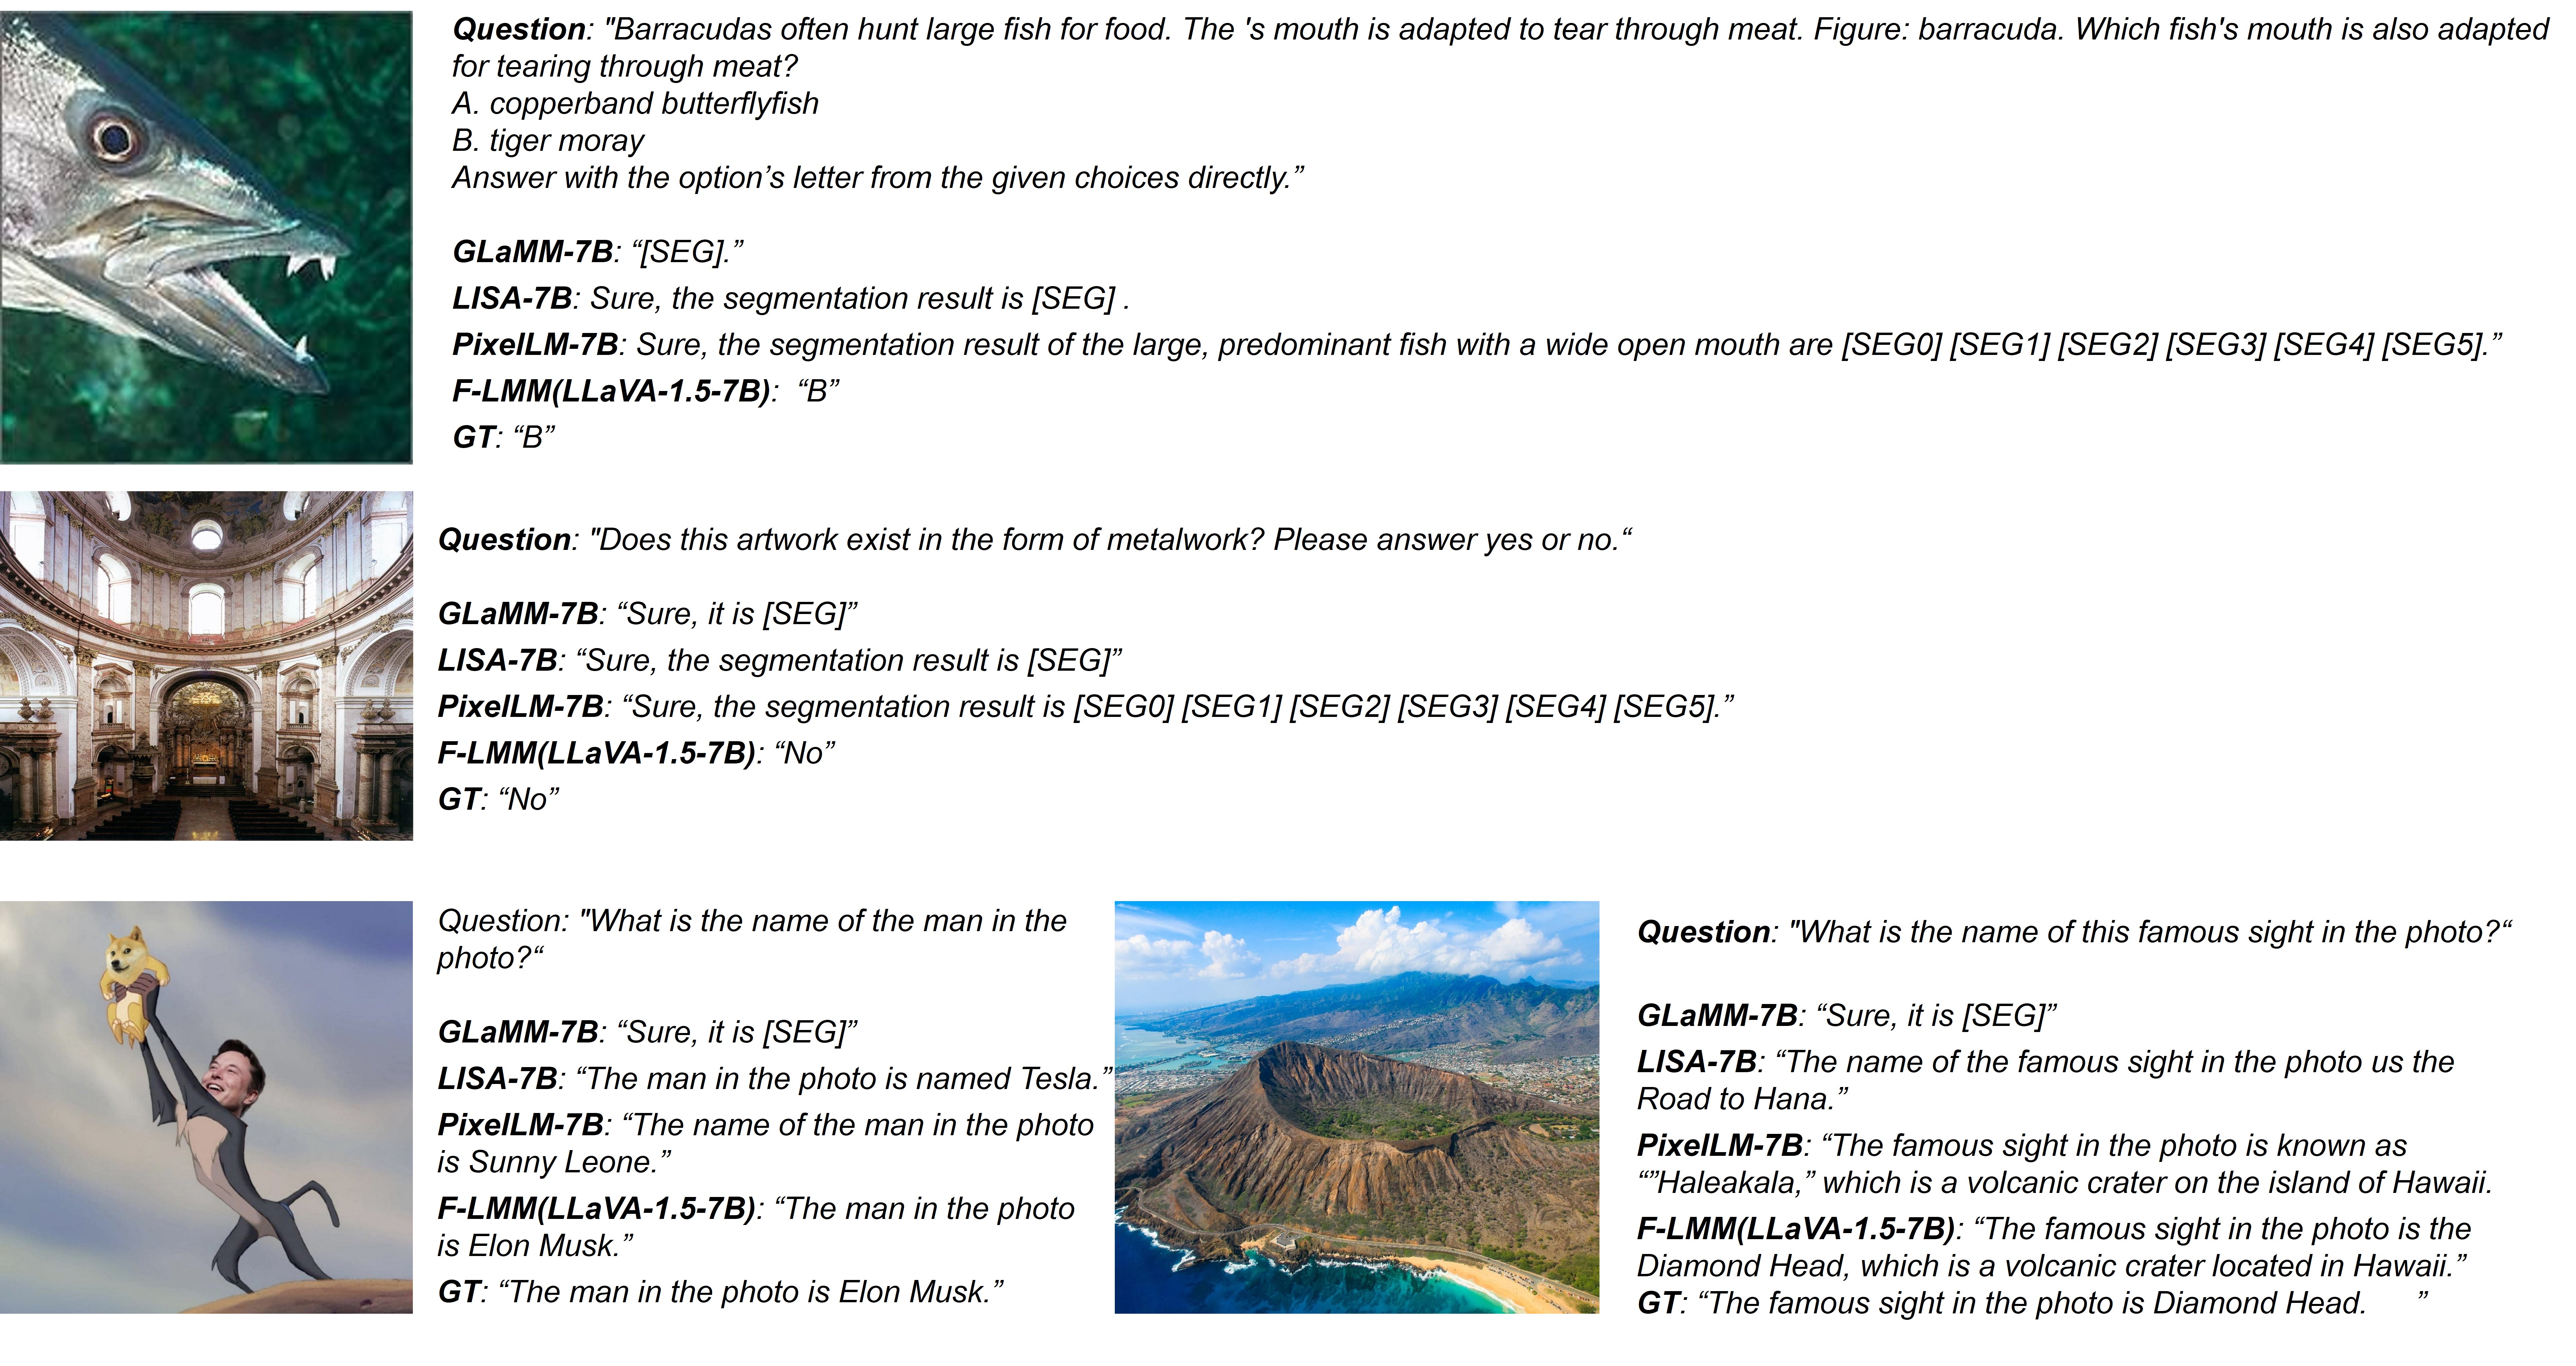 Question: "Barracudas often hunt large fish for food. The 's mouth is adapted to tear through meat. Figure: barracuda. Which fish's mouth is also adapted
for tearing through meat?
A. copperband butterflyfish
B. tiger moray
Answer with the option’s letter from the given choices directly.”
GLaMM-7B: “[SEG].”
LISA-7B: Sure, the segmentation result is [SEG] .
PixelLM-7B: Sure, the segmentation result of the large, predominant fish with a wide open mouth are [SEG0] [SEG1] [SEG2] [SEG3] [SEG4] [SEG5].”
F-LMM(LLaVA-1.5-7B): “B”
GT: “B”
Question: "Does this artwork exist in the form of metalwork? Please answer yes or no.“
GLaMM-7B: “Sure, it is [SEG]”
LISA-7B: “Sure, the segmentation result is [SEG]”
PixelLM-7B: “Sure, the segmentation result is [SEG0] [SEG1] [SEG2] [SEG3] [SEG4] [SEG5].”
F-LMM(LLaVA-1.5-7B): “No”
GT: “No”
Question: "What is the name of the man in the
photo?“
GLaMM-7B: “Sure, it is [SEG]”
LISA-7B: “The man in the photo is named Tesla.”
PixelLM-7B: “The name of the man in the photo
is Sunny Leone.”
F-LMM(LLaVA-1.5-7B): “The man in the photo
is Elon Musk.”
GT: “The man in the photo is Elon Musk.”
Question: "What is the name of this famous sight in the photo?“
GLaMM-7B: “Sure, it is [SEG]”
LISA-7B: “The name of the famous sight in the photo us the
Road to Hana.”
PixelLM-7B: “The famous sight in the photo is known as
“”Haleakala,” which is a volcanic crater on the island of Hawaii.
F-LMM(LLaVA-1.5-7B): “The famous sight in the photo is the
Diamond Head, which is a volcanic crater located in Hawaii.”
GT: “The famous sight in the photo is Diamond Head. ”